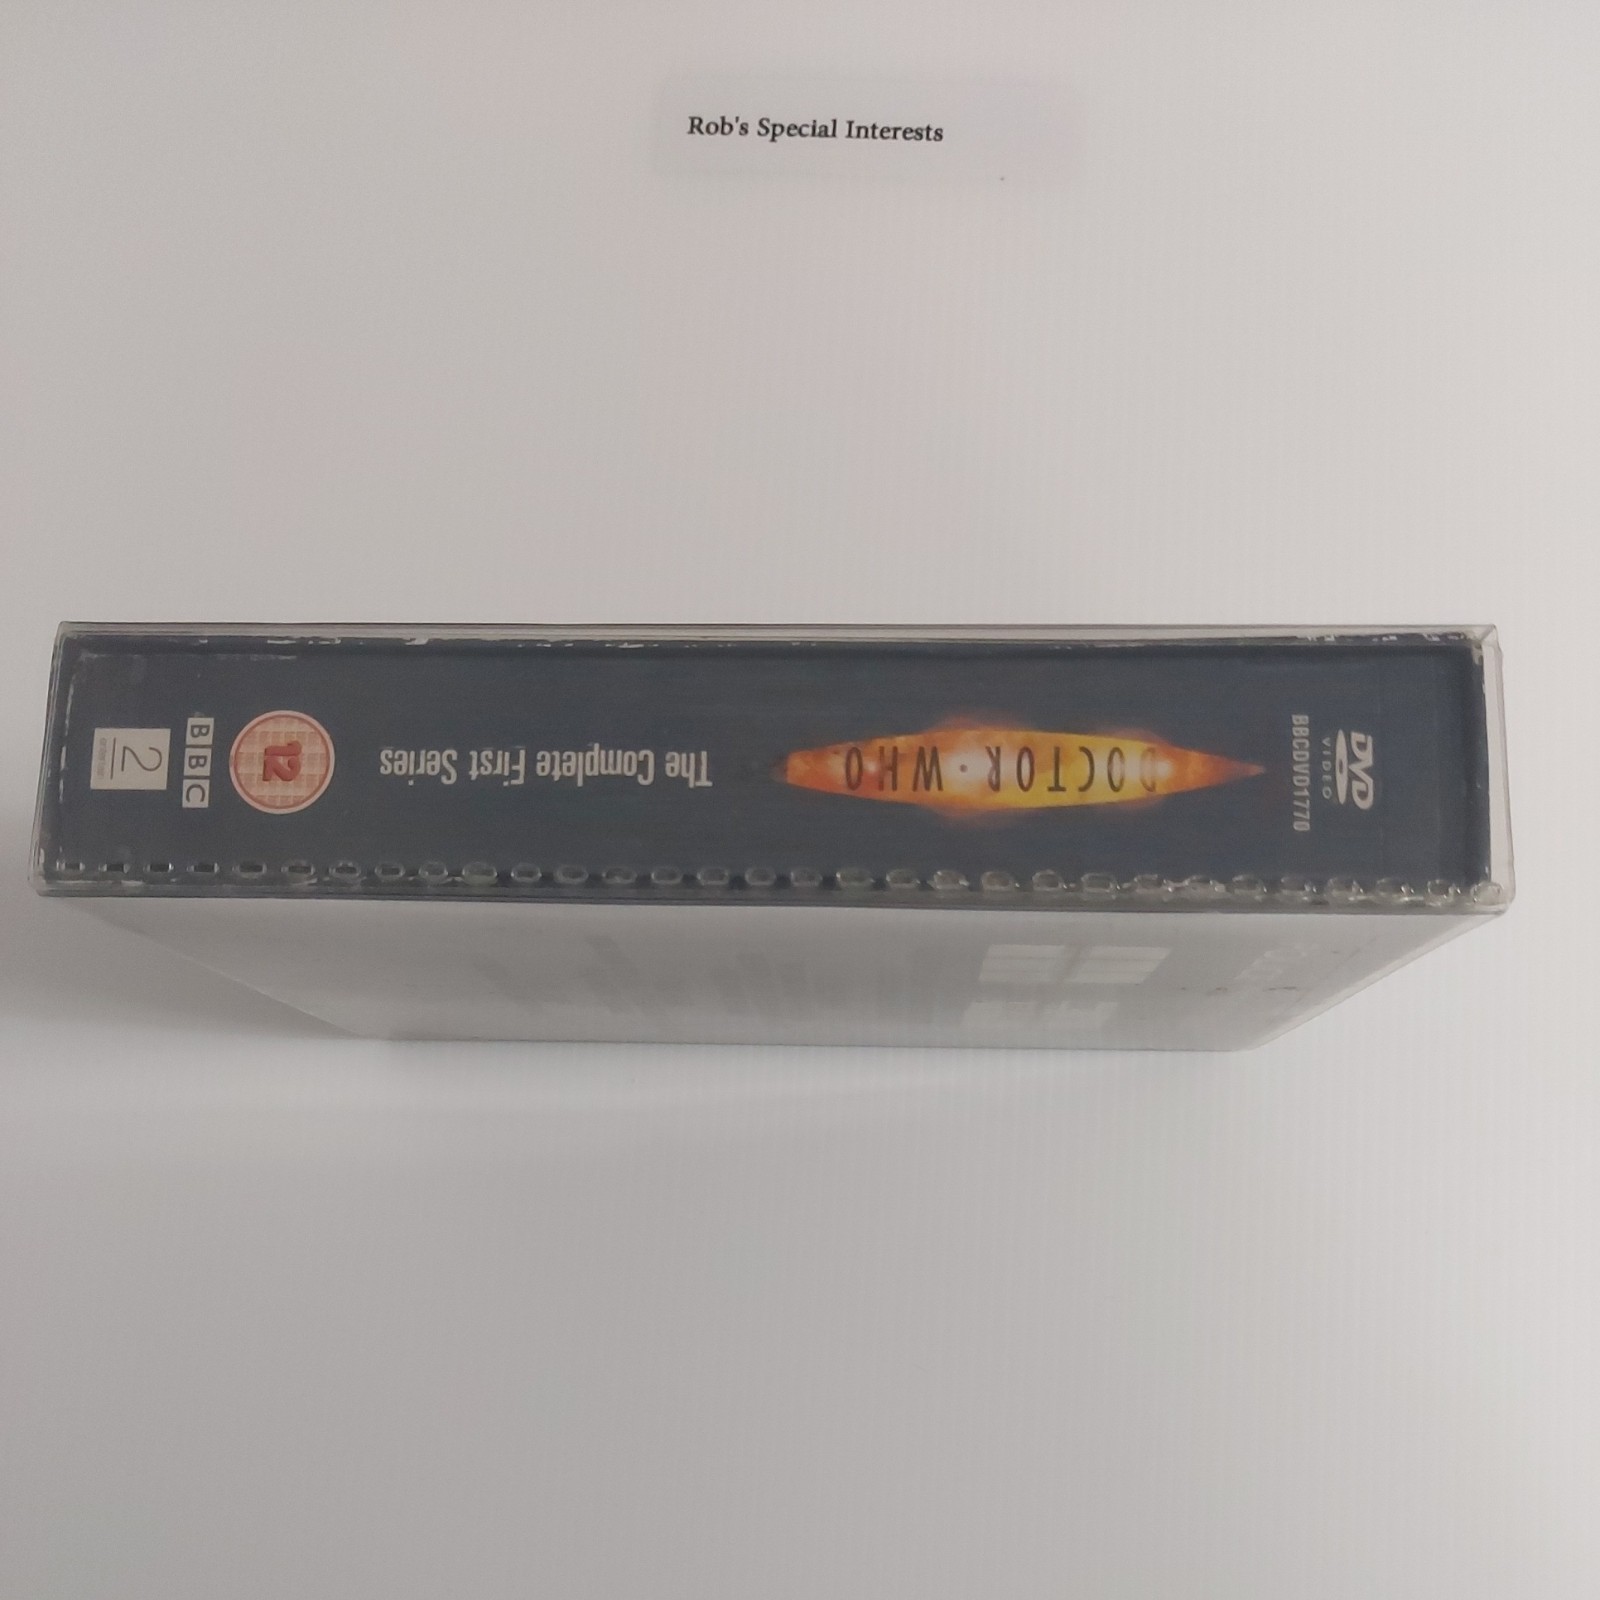 Rob's Special Interests
DVD
VIDEO
BBCDVD1770
DOCTOR·WHO
The Complete First Series
12
BBC
2